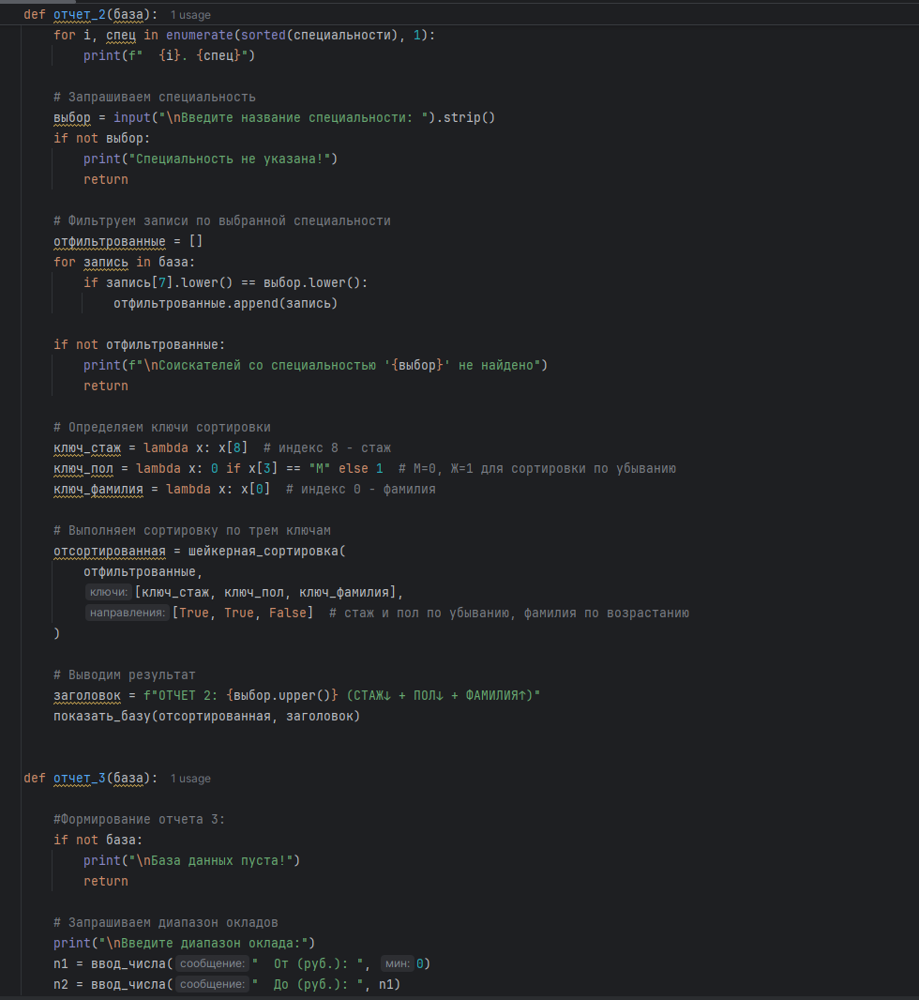 def отчет_2(база):  1 usage
    for i, спец in enumerate(sorted(специальности), 1):
        print(f"  {i}. {спец}")

    # Запрашиваем специальность
    выбор = input("\nВведите название специальности: ").strip()
    if not выбор:
        print("Специальность не указана!")
        return

    # Фильтруем записи по выбранной специальности
    отфильтрованные = []
    for запись in база:
        if запись[7].lower() == выбор.lower():
            отфильтрованные.append(запись)

    if not отфильтрованные:
        print(f"\nСоискателей со специальностью '{выбор}' не найдено")
        return

    # Определяем ключи сортировки
    ключ_стаж = lambda x: x[8]  # индекс 8 - стаж
    ключ_пол = lambda x: 0 if x[3] == "М" else 1  # М=0, Ж=1 для сортировки по убыванию
    ключ_фамилия = lambda x: x[0]  # индекс 0 - фамилия

    # Выполняем сортировку по трем ключам
    отсортированная = шейкерная_сортировка(
        отфильтрованные,
        ключи: [ключ_стаж, ключ_пол, ключ_фамилия],
        направления: [True, True, False]  # стаж и пол по убыванию, фамилия по возрастанию
    )

    # Выводим результат
    заголовок = f"ОТЧЕТ 2: {выбор.upper()} (СТАЖ↓ + ПОЛ↓ + ФАМИЛИЯ↑)"
    показать_базу(отсортированная, заголовок)


def отчет_3(база):  1 usage

    #Формирование отчета 3:
    if not база:
        print("\nБаза данных пуста!")
        return

    # Запрашиваем диапазон окладов
    print("\nВведите диапазон оклада:")
    n1 = ввод_числа( сообщение: "  От (руб.): ", мин: 0)
    n2 = ввод_числа( сообщение: "  До (руб.): ", n1)